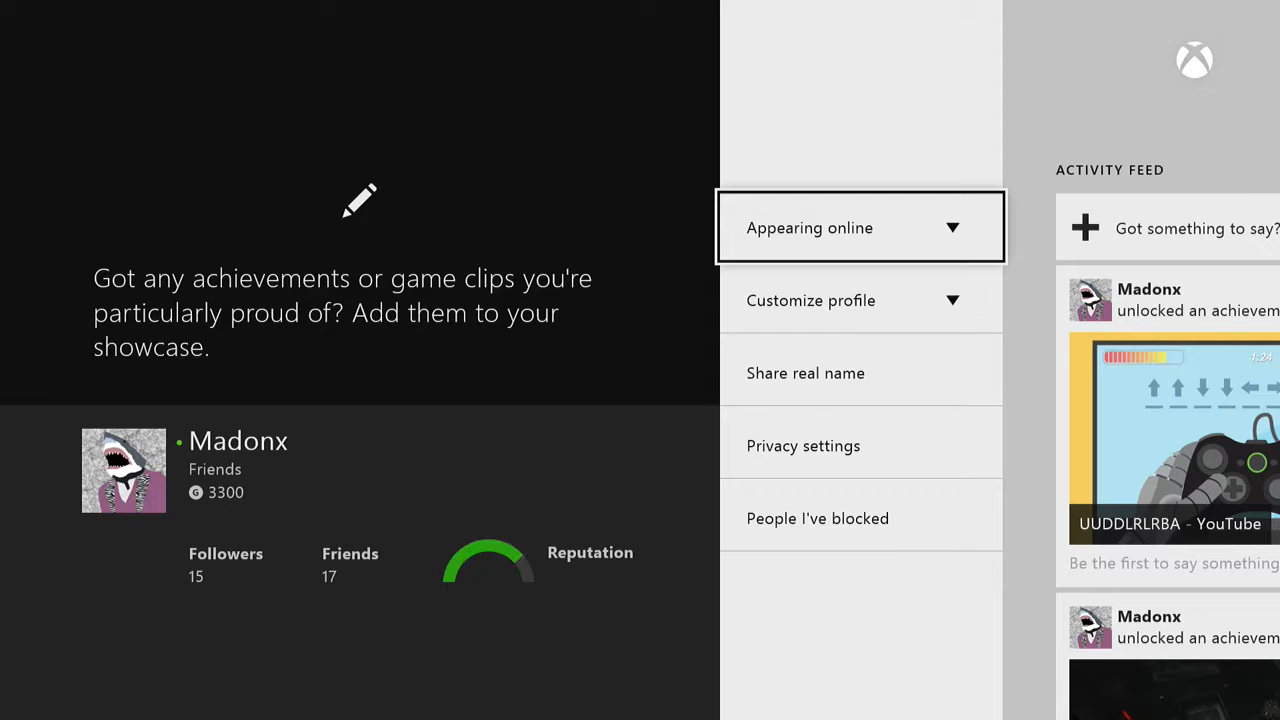 Got any achievements or game clips you're
particularly proud of? Add them to your
showcase.
Madonx
Friends
G 3300
Followers
15
Friends
17
Reputation
Appearing online
Customize profile
Share real name
Privacy settings
People I've blocked
ACTIVITY FEED
Got something to say?
Madonx
unlocked an achievem
1:24
UUDDLRLRBA - YouTube
Be the first to say something
Madonx
unlocked an achievem